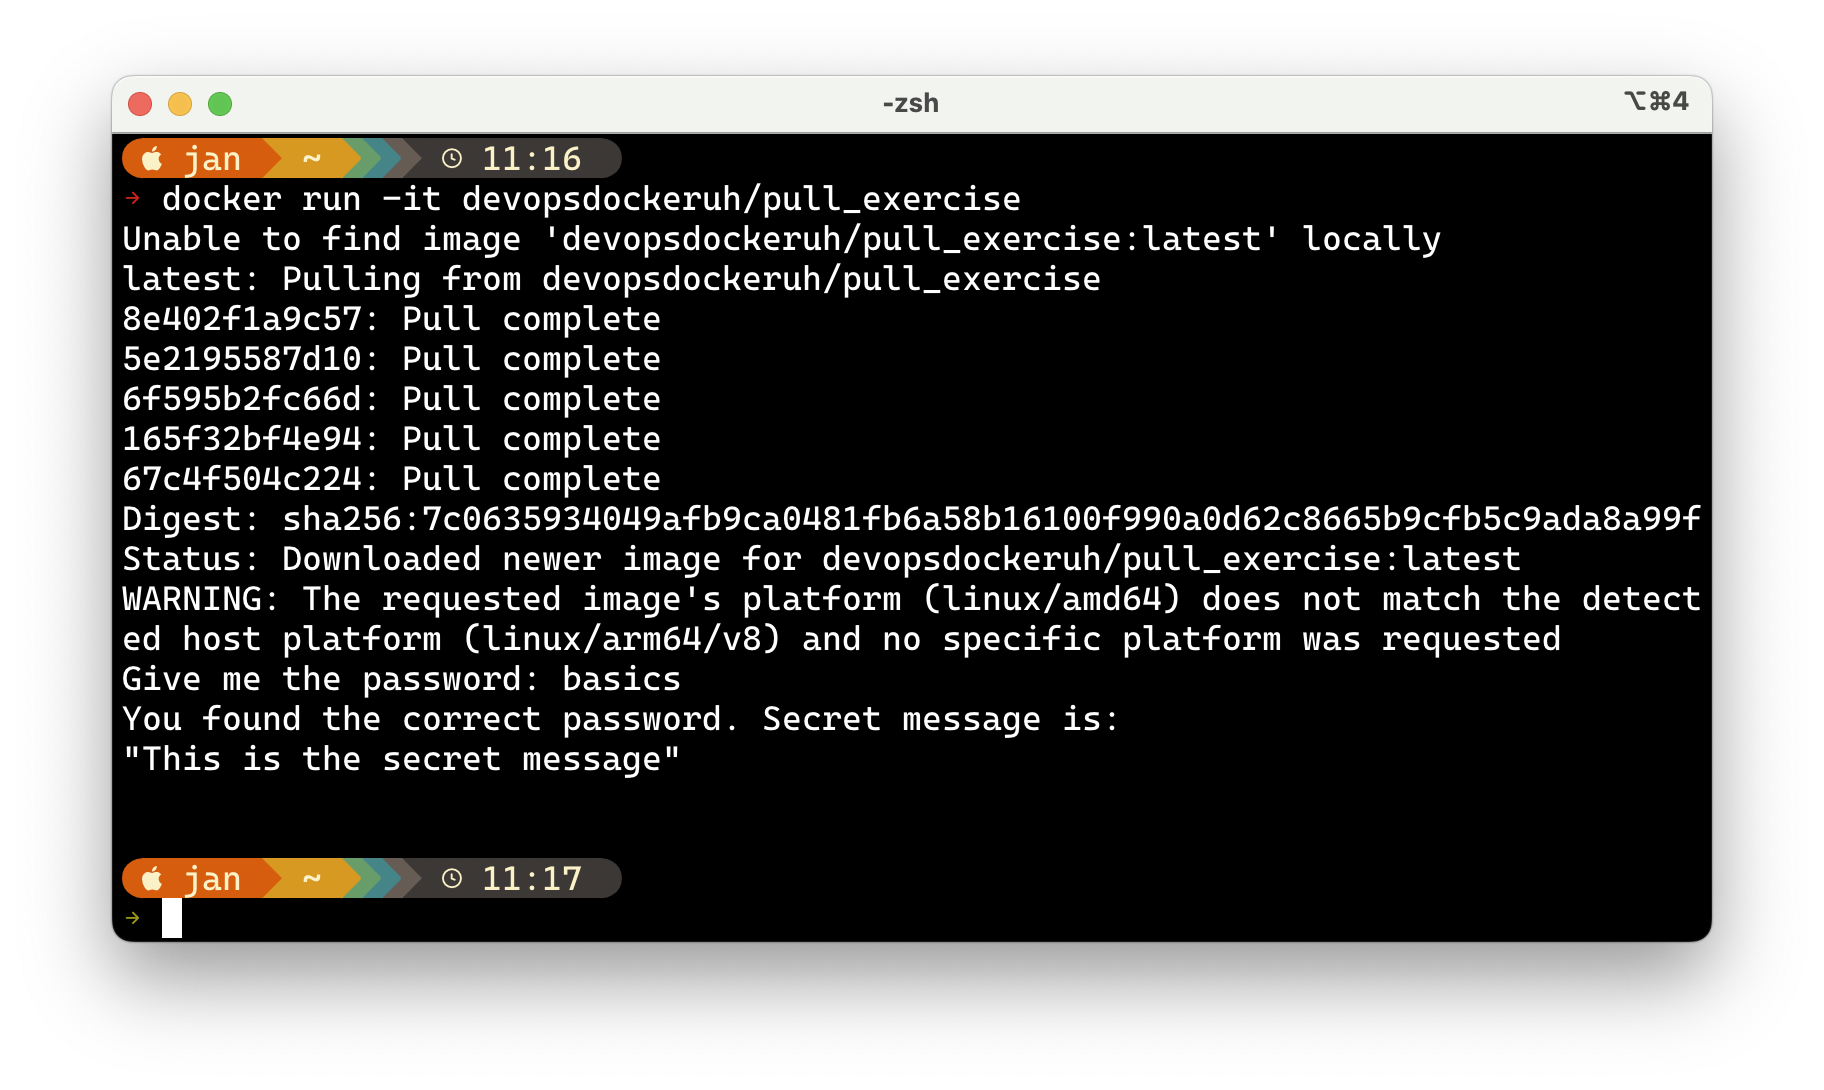 -zsh
⌥⌘4
jan ~ 11:16
→ docker run -it devopsdockeruh/pull_exercise
Unable to find image 'devopsdockeruh/pull_exercise:latest' locally
latest: Pulling from devopsdockeruh/pull_exercise
8e402f1a9c57: Pull complete
5e2195587d10: Pull complete
6f595b2fc66d: Pull complete
165f32bf4e94: Pull complete
67c4f504c224: Pull complete
Digest: sha256:7c0635934049afb9ca0481fb6a58b16100f990a0d62c8665b9cfb5c9ada8a99f
Status: Downloaded newer image for devopsdockeruh/pull_exercise:latest
WARNING: The requested image's platform (linux/amd64) does not match the detect
ed host platform (linux/arm64/v8) and no specific platform was requested
Give me the password: basics
You found the correct password. Secret message is:
"This is the secret message"
jan ~ 11:17
→